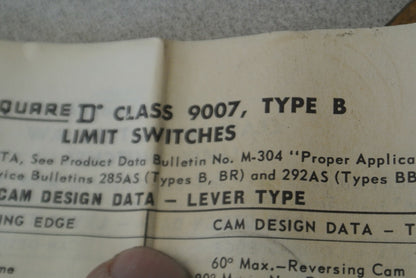 QUARE D CLASS 9007, TYPE B
LIMIT SWITCHES
TA, See Product Data Bulletin No. M-304 "Proper Applica
vice Bulletins 285AS (Types B, BR) and 292AS (Types BB
CAM DESIGN DATA – LEVER TYPE
ING EDGE
CAM DESIGN DATA – T
60° Max.—Reversing Cam